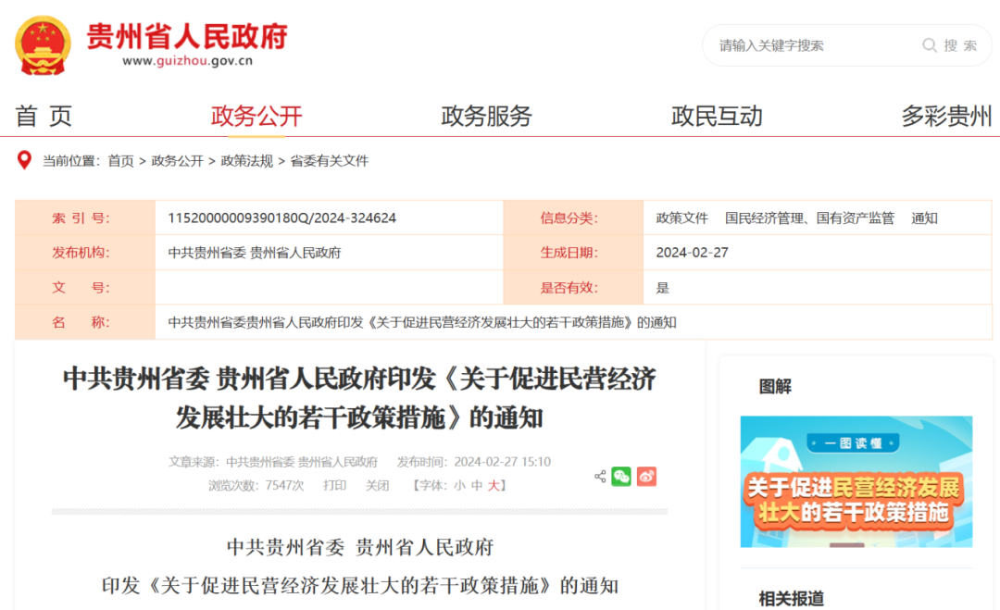 贵州省人民政府
www.guizhou.gov.cn
请输入关键字搜索 搜 索
首 页 政务公开 政务服务 政民互动 多彩贵州
当前位置：首页 > 政务公开 > 政策法规 > 省委有关文件
索 引 号： 11520000009390180Q/2024-324624 信息分类： 政策文件 国民经济管理、国有资产监管 通知
发布机构： 中共贵州省委 贵州省人民政府 生成日期： 2024-02-27
文 号： 是否有效： 是
名 称： 中共贵州省委贵州省人民政府印发《关于促进民营经济发展壮大的若干政策措施》的通知
中共贵州省委 贵州省人民政府印发《关于促进民营经济
发展壮大的若干政策措施》的通知
文章来源：中共贵州省委 贵州省人民政府 发布时间：2024-02-27 15:10
浏览次数：7547次 打印 关闭 【字体：小 中 大】
中共贵州省委 贵州省人民政府
印发《关于促进民营经济发展壮大的若干政策措施》的通知
图解
一图读懂
关于促进民营经济发展
壮大的若干政策措施
相关报道